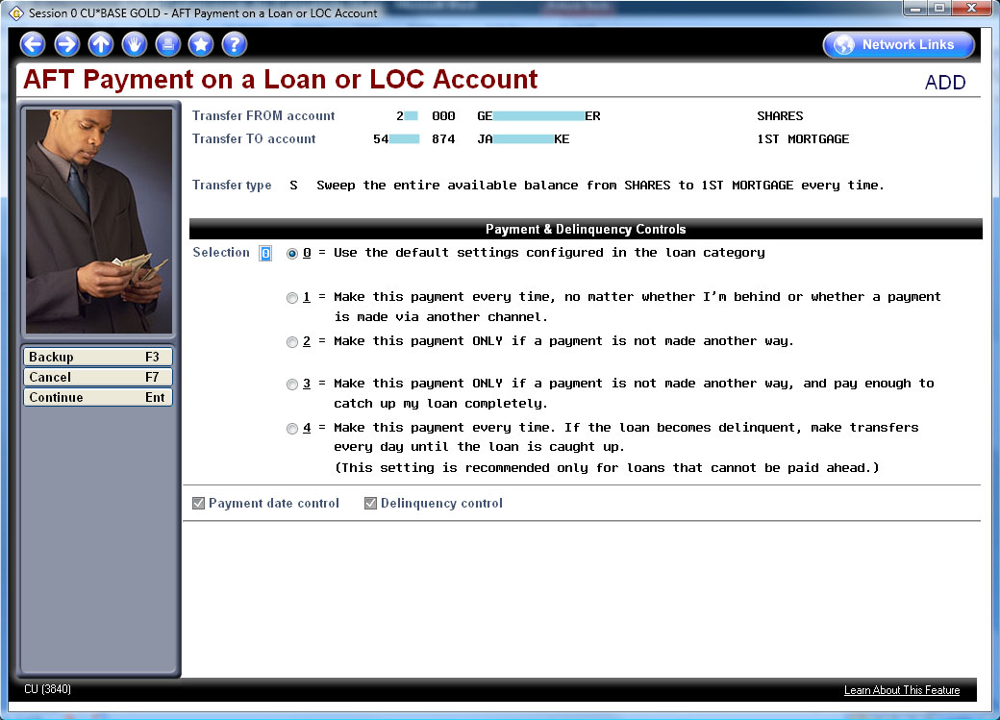 Session 0 CU*BASE GOLD - AFT Payment on a Loan or LOC Account
Network Links
AFT Payment on a Loan or LOC Account
ADD
Transfer FROM account 2 000 GE ER SHARES
Transfer TO account 54 874 JA KE 1ST MORTGAGE
Transfer type S Sweep the entire available balance from SHARES to 1ST MORTGAGE every time.
Payment & Delinquency Controls
Selection 0 0 = Use the default settings configured in the loan category
1 = Make this payment every time, no matter whether I'm behind or whether a payment
is made via another channel.
2 = Make this payment ONLY if a payment is not made another way.
3 = Make this payment ONLY if a payment is not made another way, and pay enough to
catch up my loan completely.
4 = Make this payment every time. If the loan becomes delinquent, make transfers
every day until the loan is caught up.
(This setting is recommended only for loans that cannot be paid ahead.)
Payment date control Delinquency control
Backup F3
Cancel F7
Continue Ent
CU (3840)
Learn About This Feature